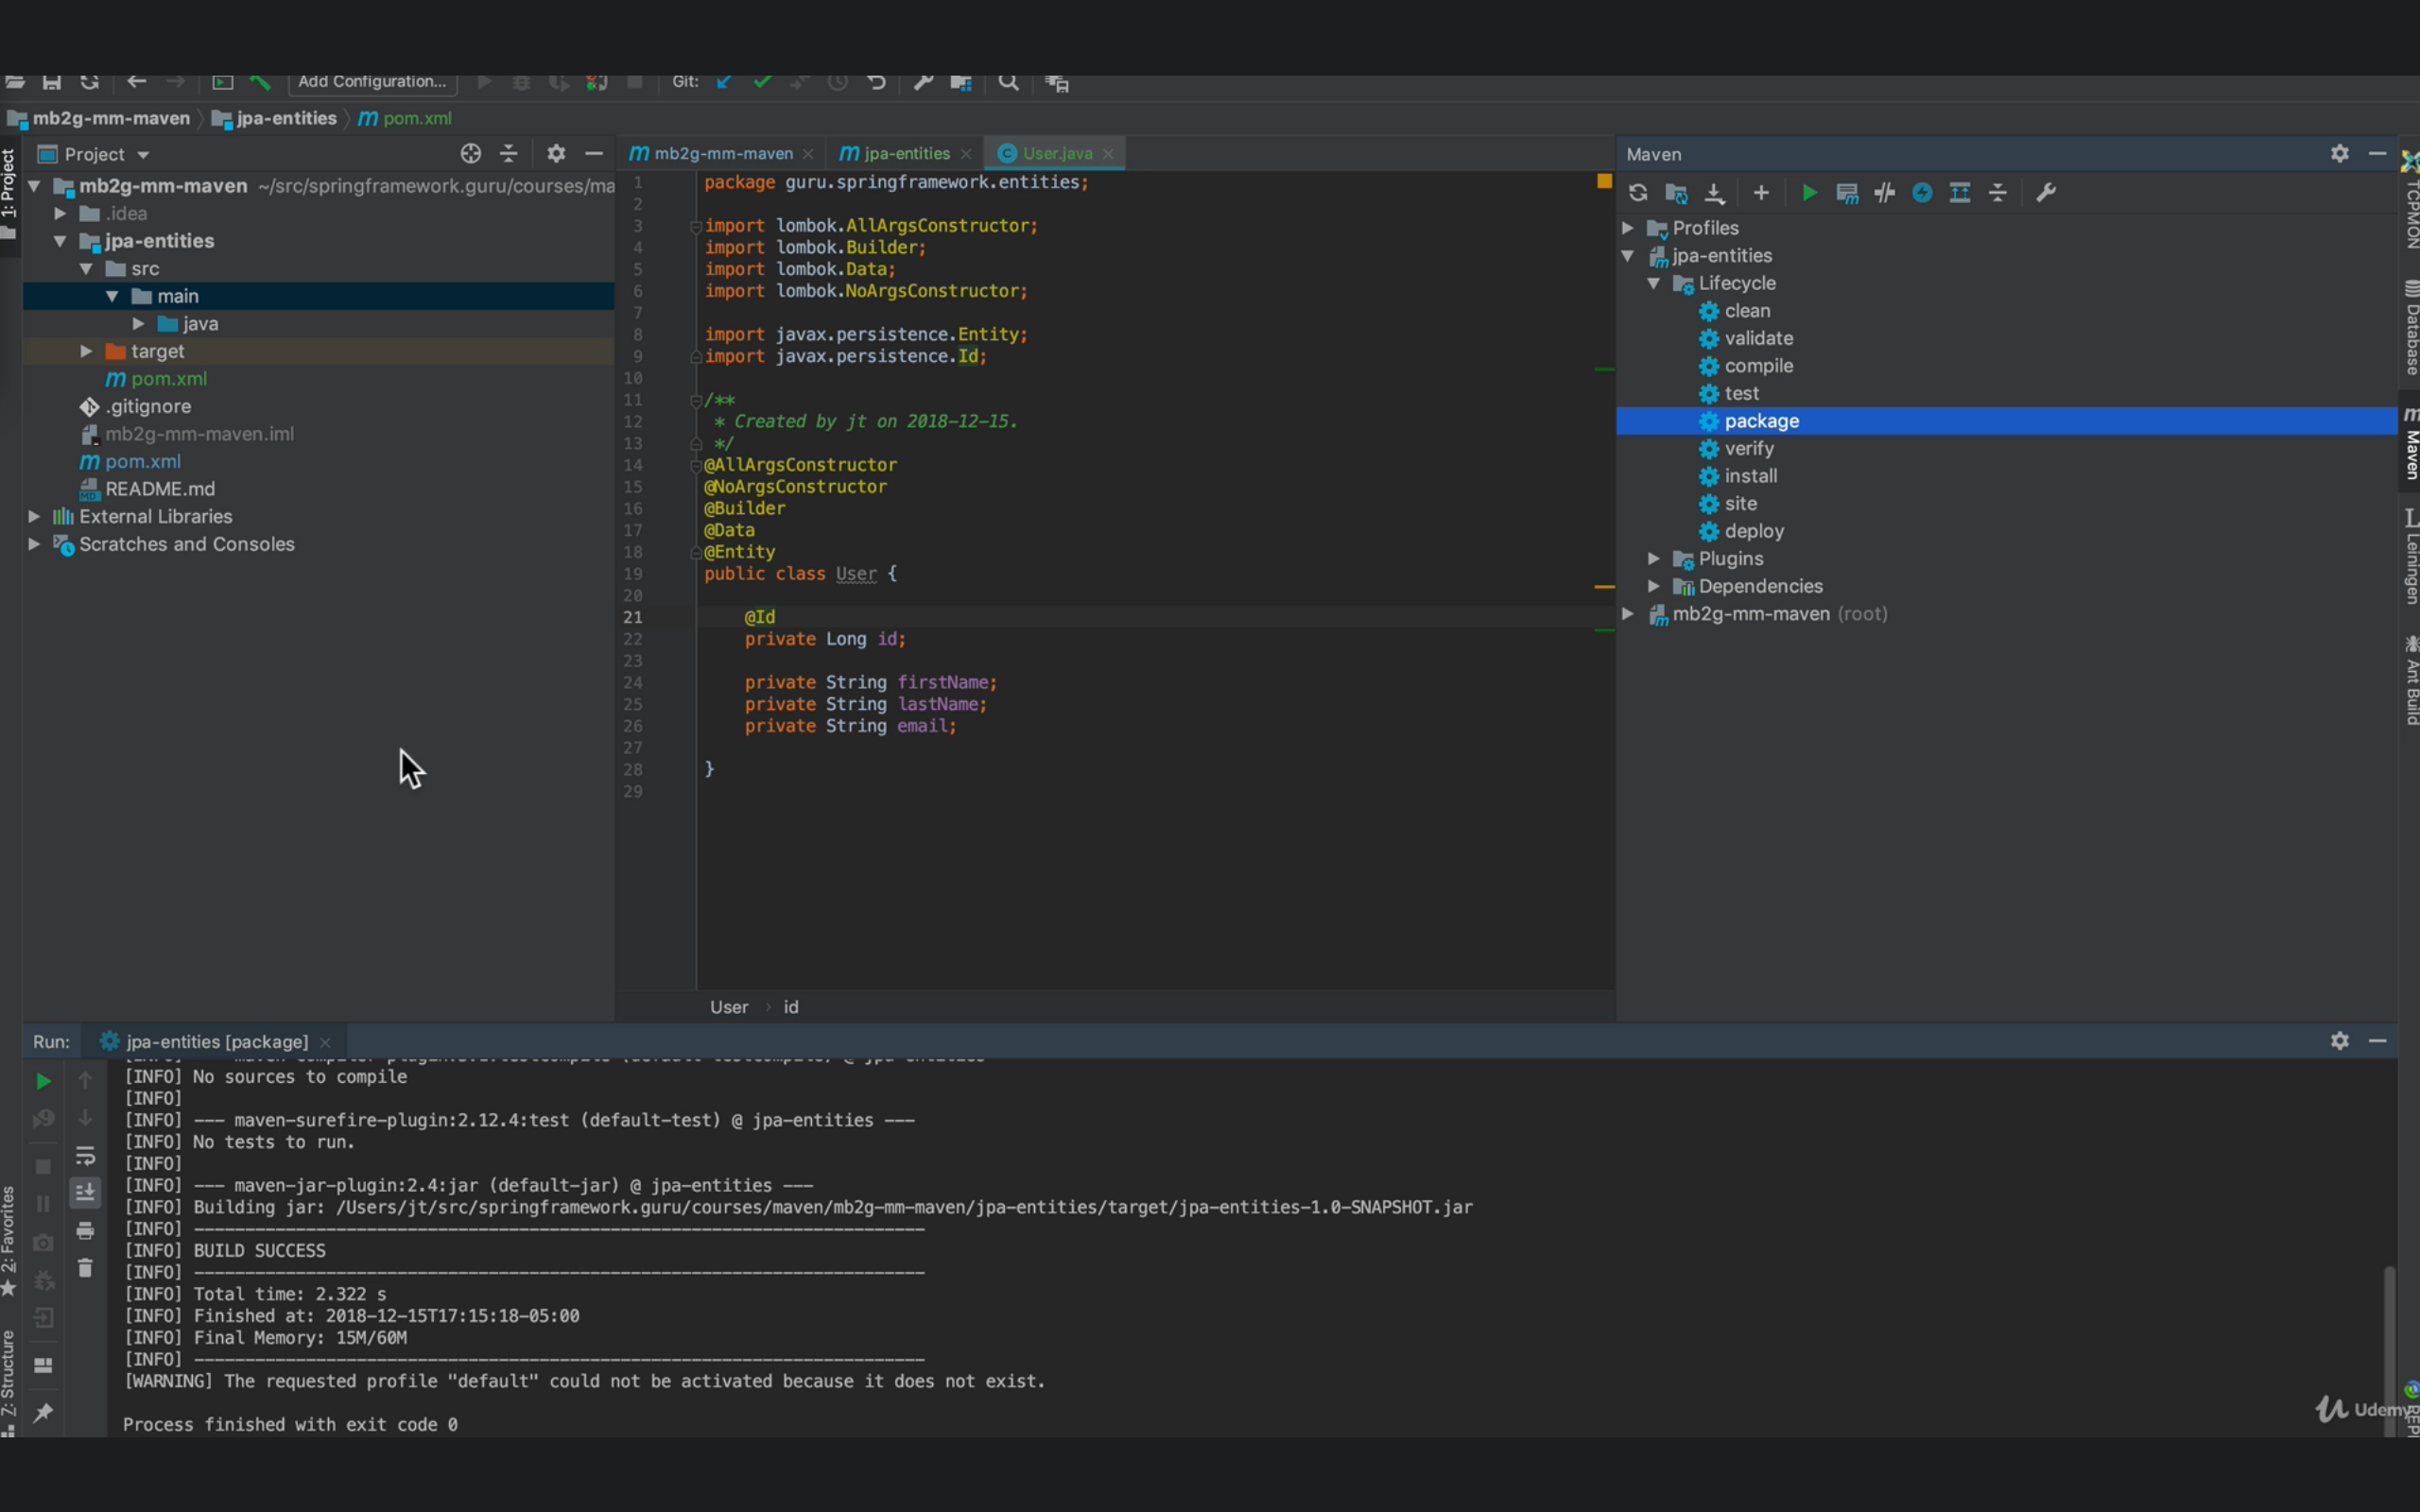 Add Configuration...
Git:
mb2g-mm-maven
jpa-entities
pom.xml
1: Project
Project
mb2g-mm-maven ~/src/springframework.guru/courses/ma
.idea
jpa-entities
src
main
java
target
pom.xml
.gitignore
mb2g-mm-maven.iml
pom.xml
README.md
External Libraries
Scratches and Consoles
mb2g-mm-maven
jpa-entities
User.java
1 package guru.springframework.entities;
2
3 import lombok.AllArgsConstructor;
4 import lombok.Builder;
5 import lombok.Data;
6 import lombok.NoArgsConstructor;
7
8 import javax.persistence.Entity;
9 import javax.persistence.Id;
10
11 /**
12 * Created by jt on 2018-12-15.
13 */
14 @AllArgsConstructor
15 @NoArgsConstructor
16 @Builder
17 @Data
18 @Entity
19 public class User {
20
21 @Id
22 private Long id;
23
24 private String firstName;
25 private String lastName;
26 private String email;
27
28 }
29
User › id
Maven
Profiles
jpa-entities
Lifecycle
clean
validate
compile
test
package
verify
install
site
deploy
Plugins
Dependencies
mb2g-mm-maven (root)
TCPMON
Database
Maven
Leiningen
Ant Build
Run:
jpa-entities [package]
[INFO] No sources to compile
[INFO]
[INFO] --- maven-surefire-plugin:2.12.4:test (default-test) @ jpa-entities ---
[INFO] No tests to run.
[INFO]
[INFO] --- maven-jar-plugin:2.4:jar (default-jar) @ jpa-entities ---
[INFO] Building jar: /Users/jt/src/springframework.guru/courses/maven/mb2g-mm-maven/jpa-entities/target/jpa-entities-1.0-SNAPSHOT.jar
[INFO] ------------------------------------------------------------------------
[INFO] BUILD SUCCESS
[INFO] ------------------------------------------------------------------------
[INFO] Total time: 2.322 s
[INFO] Finished at: 2018-12-15T17:15:18-05:00
[INFO] Final Memory: 15M/60M
[INFO] ------------------------------------------------------------------------
[WARNING] The requested profile "default" could not be activated because it does not exist.
Process finished with exit code 0
2: Favorites
Z: Structure
Udemy